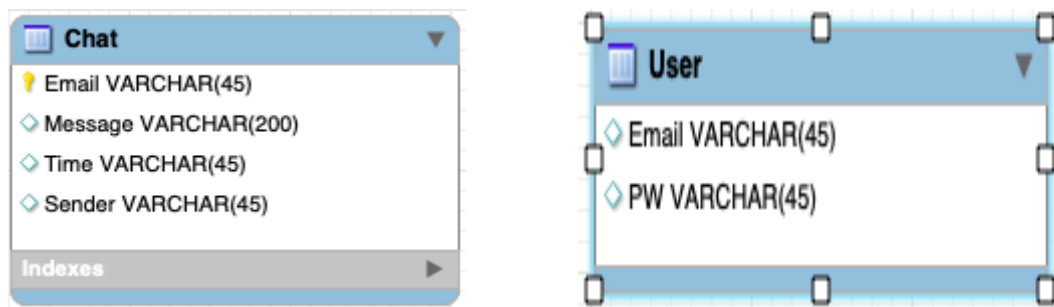 Chat
Email VARCHAR(45)
Message VARCHAR(200)
Time VARCHAR(45)
Sender VARCHAR(45)
Indexes
User
Email VARCHAR(45)
PW VARCHAR(45)